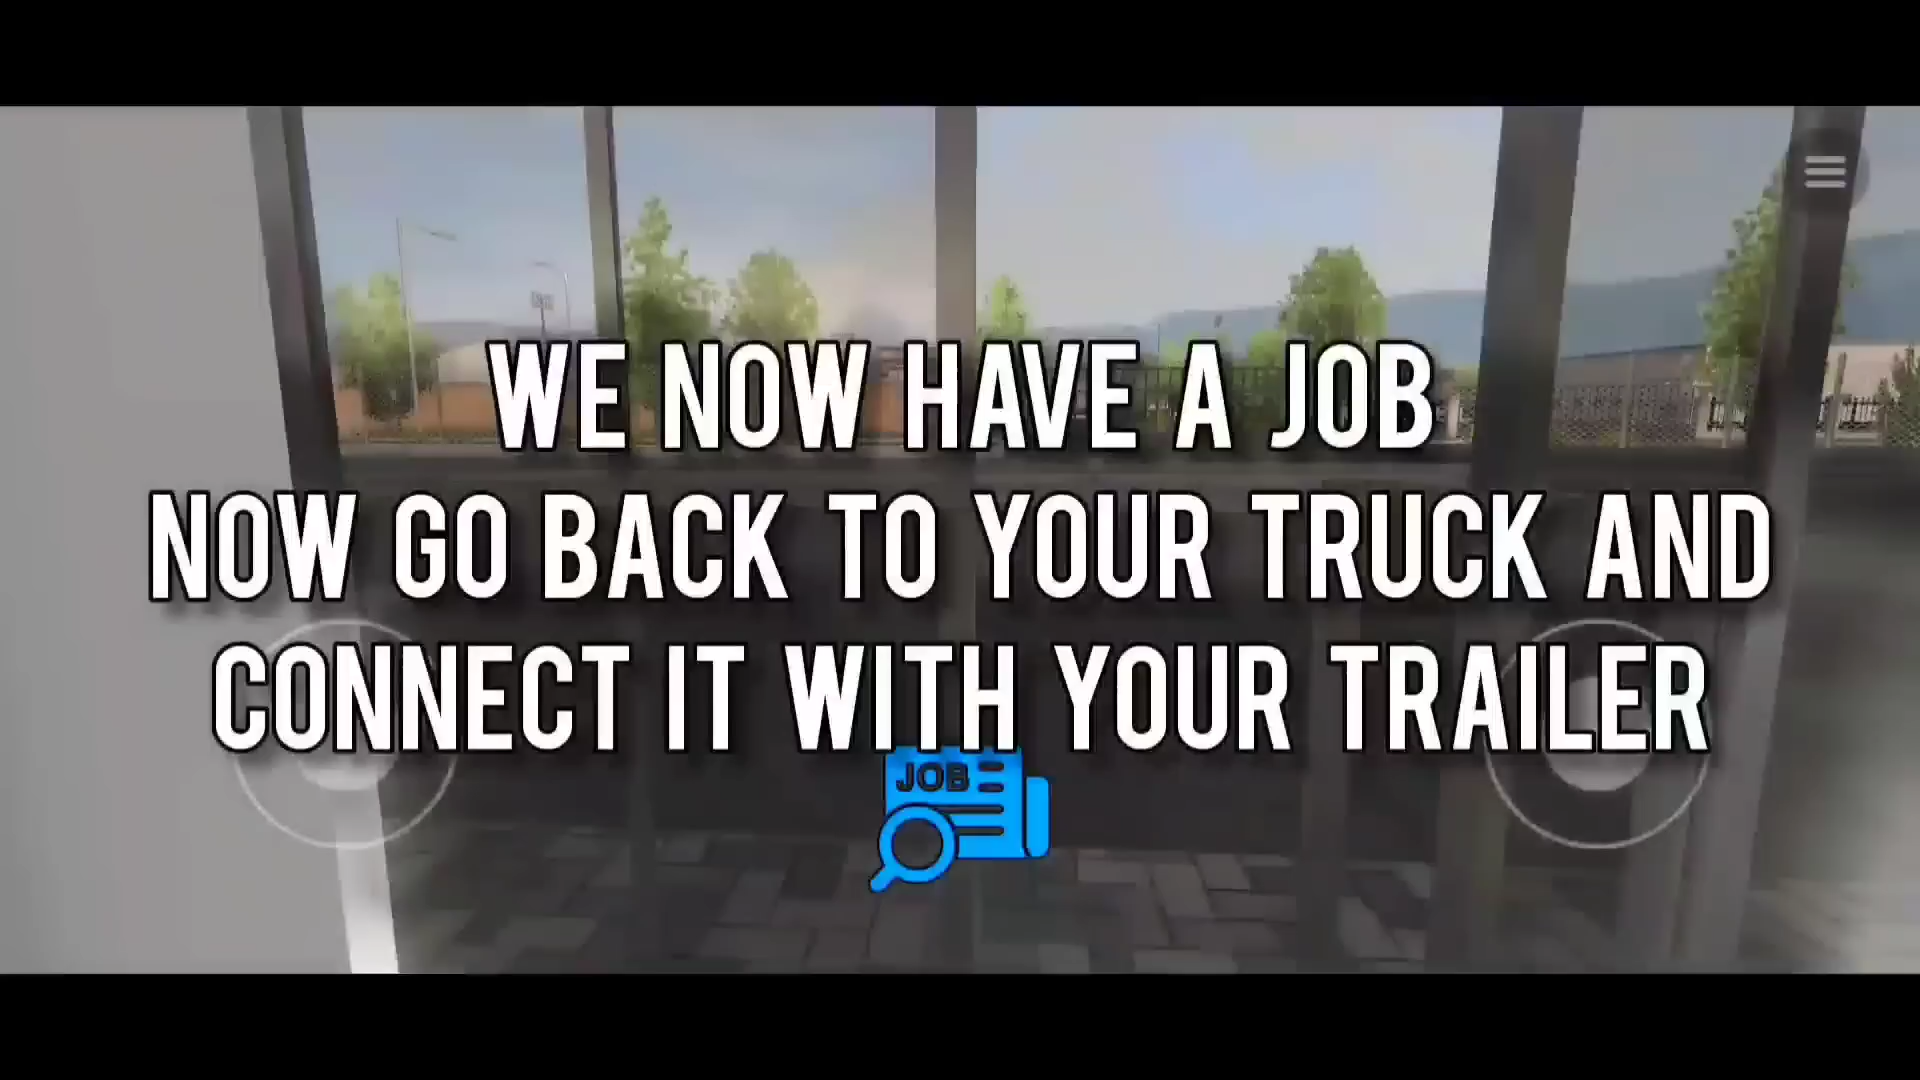 WE NOW HAVE A JOB
NOW GO BACK TO YOUR TRUCK AND
CONNECT IT WITH YOUR TRAILER
JOB